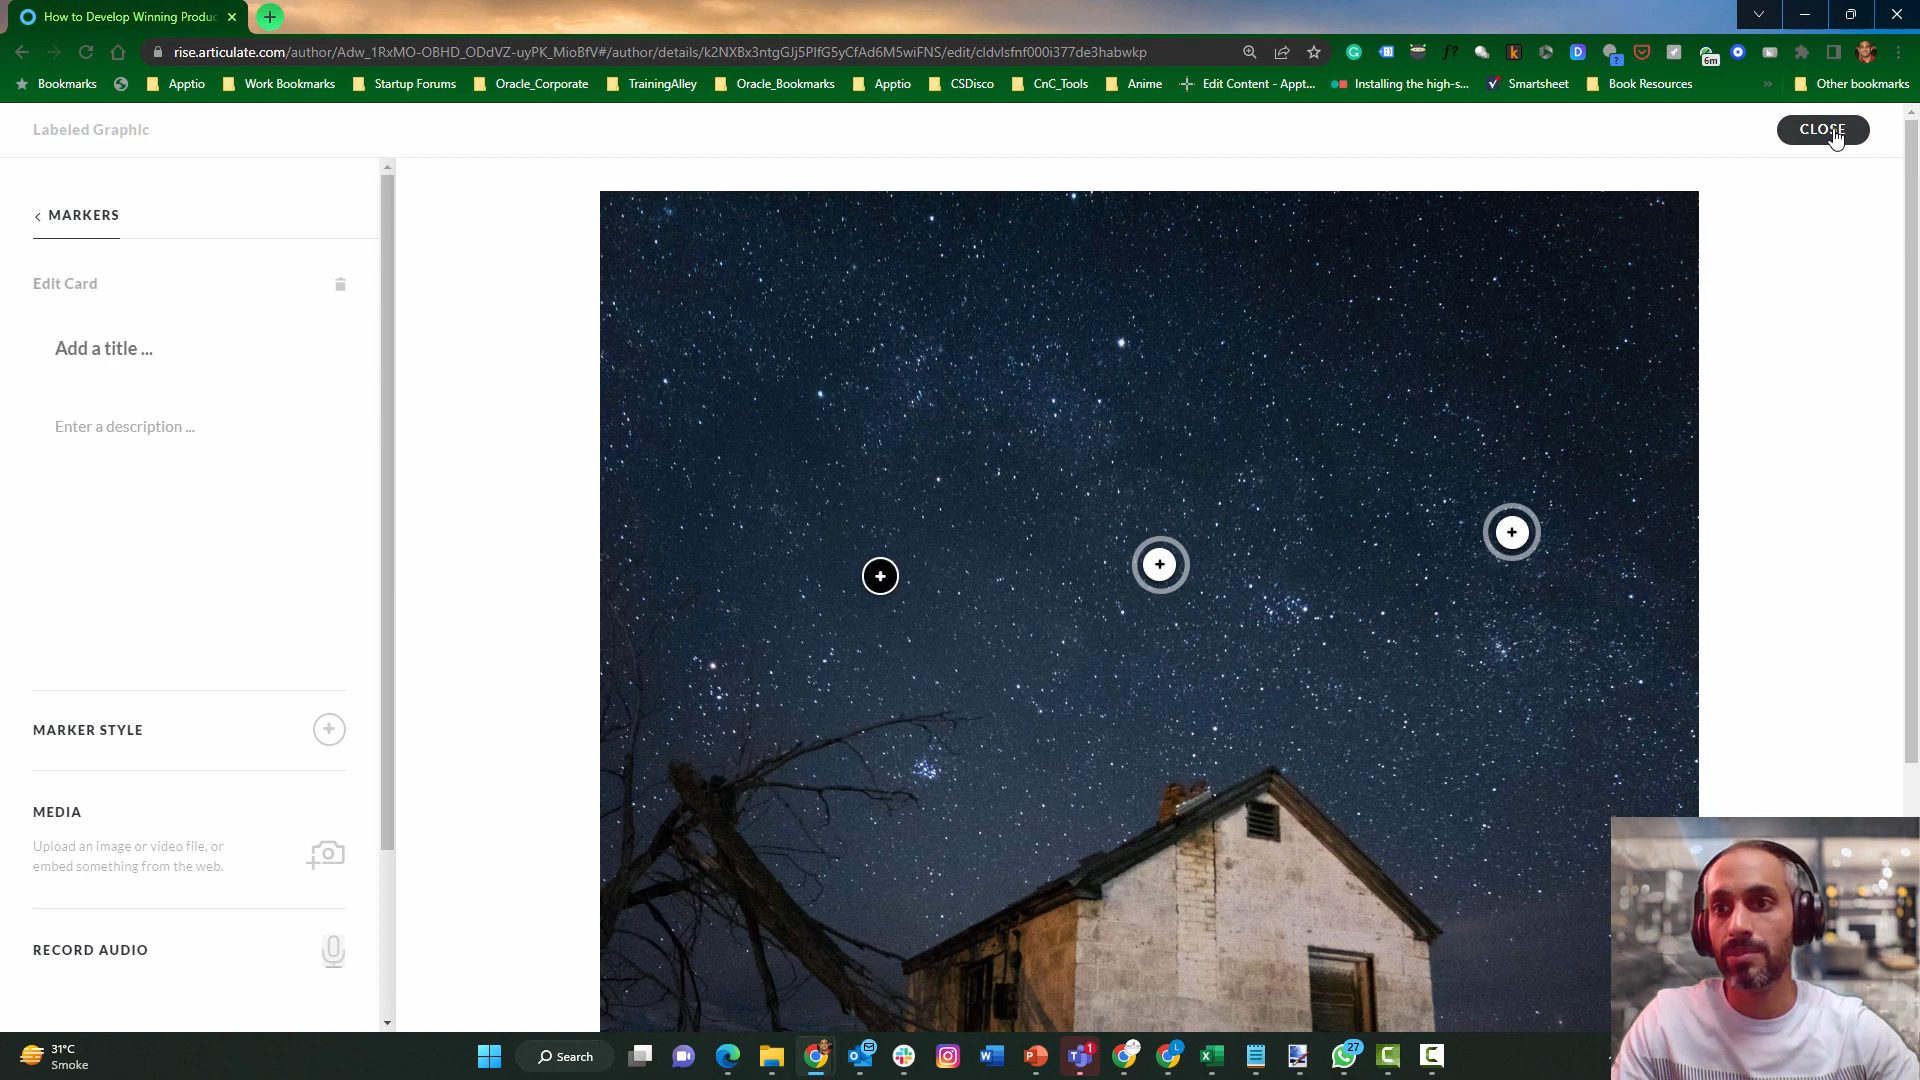 How to Develop Winning Produc
rise.articulate.com/author/Adw_1RxMO-OBHD_ODdVZ-uyPK_MioBfV#/author/details/k2NXBx3ntgGJj5PlfG5yCfAd6M5wiFNS/edit/cldvlsfnf000i377de3habwkp
6m
Bookmarks
Apptio
Work Bookmarks
Startup Forums
Oracle_Corporate
TrainingAlley
Oracle_Bookmarks
Apptio
CSDisco
CnC_Tools
Anime
Edit Content - Appt...
Installing the high-s...
Smartsheet
Book Resources
Other bookmarks
Labeled Graphic
CLOSE
MARKERS
Edit Card
Add a title ...
Enter a description ...
MARKER STYLE
MEDIA
Upload an image or video file, or
embed something from the web.
RECORD AUDIO
31°C
Smoke
Search
1
27